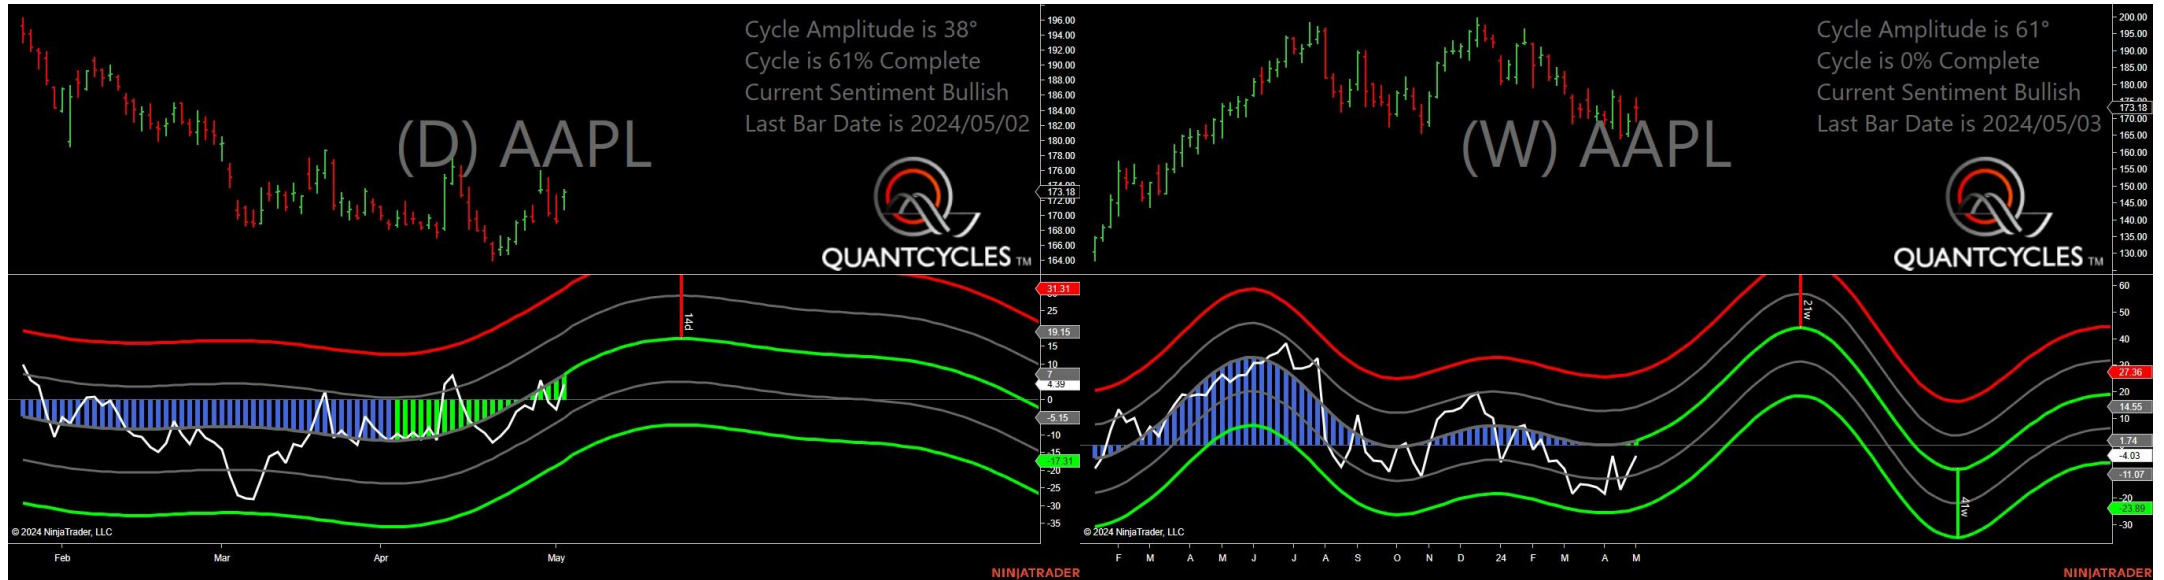 Cycle Amplitude is 38°
Cycle is 61% Complete
Current Sentiment Bullish
Last Bar Date is 2024/05/02
(D) AAPL
QUANTCYCLES TM
196.00
194.00
192.00
190.00
188.00
186.00
184.00
182.00
180.00
178.00
176.00
173.18
172.00
170.00
168.00
166.00
164.00
31.31
25
19.15
15
10
7
4.39
0
-5.15
-10
-15
-17.31
-20
-25
-30
-35
14d
© 2024 NinjaTrader, LLC
Feb Mar Apr May
NINJATRADER
Cycle Amplitude is 61°
Cycle is 0% Complete
Current Sentiment Bullish
Last Bar Date is 2024/05/03
(W) AAPL
QUANTCYCLES TM
200.00
195.00
190.00
185.00
180.00
173.18
170.00
165.00
160.00
155.00
150.00
145.00
140.00
135.00
130.00
60
50
40
27.36
20
14.55
10
1.74
-4.03
-11.07
-20
-23.89
-30
21w
41w
© 2024 NinjaTrader, LLC
F M A M J J A S O N D 24 F M A M
NINJATRADER